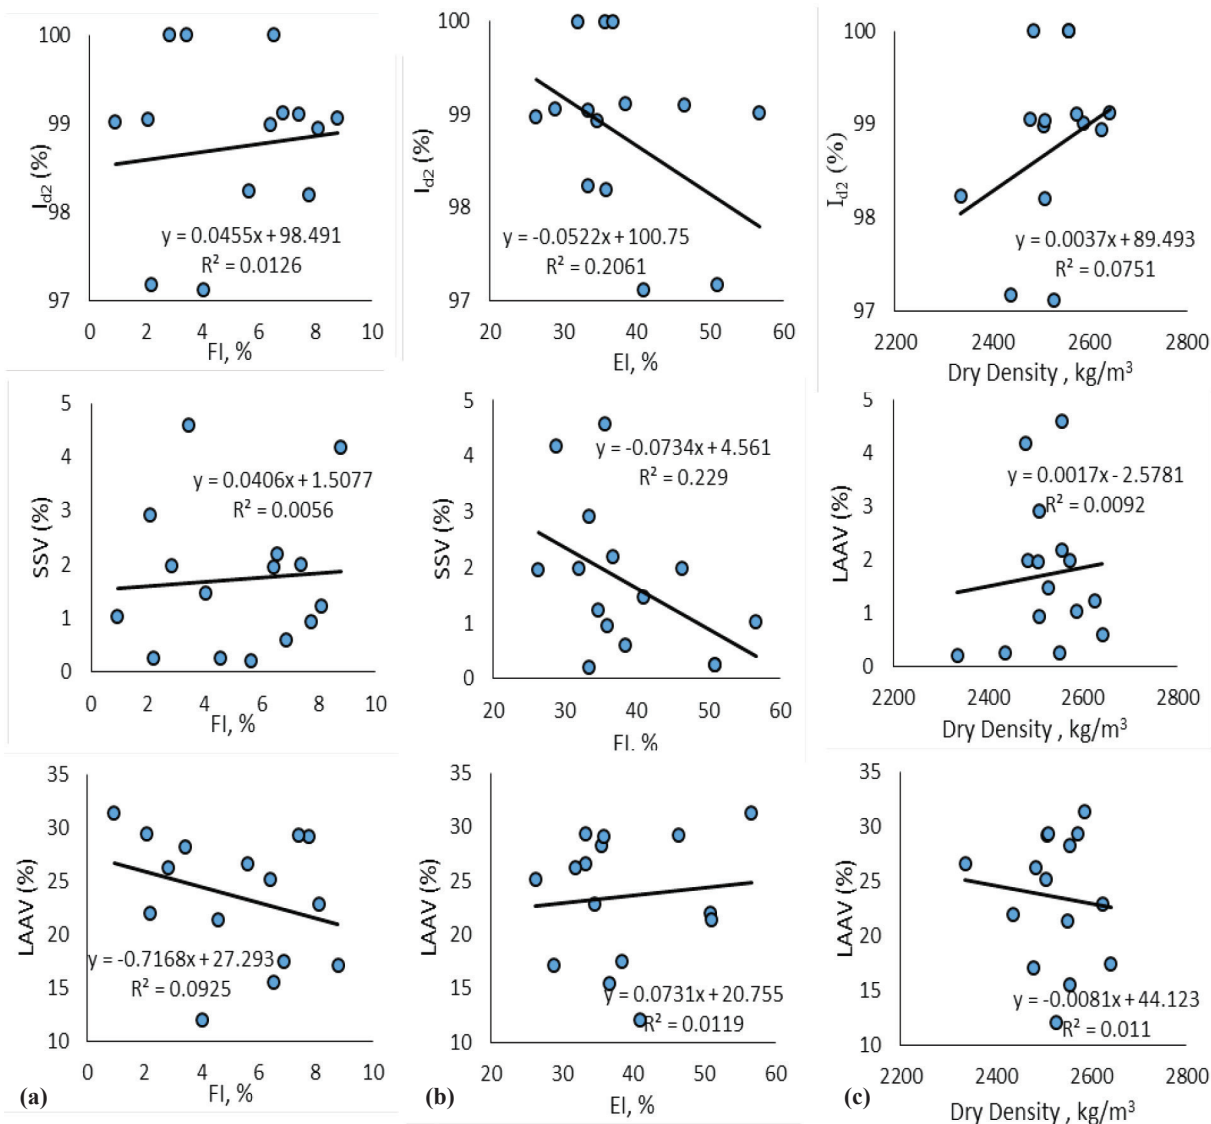 100
99
98
97
I_d2 (%)
y = 0.0455x + 98.491
R² = 0.0126
0 2 4 6 8 10
FI, %
100
99
98
97
I_d2 (%)
y = -0.0522x + 100.75
R² = 0.2061
20 30 40 50 60
EI, %
100
99
98
97
I_d2 (%)
y = 0.0037x + 89.493
R² = 0.0751
2200 2400 2600 2800
Dry Density , kg/m³
5
4
3
2
1
0
SSV (%)
y = 0.0406x + 1.5077
R² = 0.0056
0 2 4 6 8 10
FI, %
5
4
3
2
1
0
SSV (%)
y = -0.0734x + 4.561
R² = 0.229
20 30 40 50 60
%
5
4
3
2
1
0
LAAV (%)
y = 0.0017x - 2.5781
R² = 0.0092
2200 2400 2600 2800
Dry Density , kg/m³
35
30
25
20
15
10
LAAV (%)
y = -0.7168x + 27.293
R² = 0.0925
0 2 4 6 8 10
(a) FI, %
35
30
25
20
15
10
LAAV (%)
y = 0.0731x + 20.755
R² = 0.0119
20 30 40 50 60
(b) EI, %
35
30
25
20
15
10
LAAV (%)
y = -0.0081x + 44.123
R² = 0.011
2200 2400 2600 2800
(c) Dry Density , kg/m³